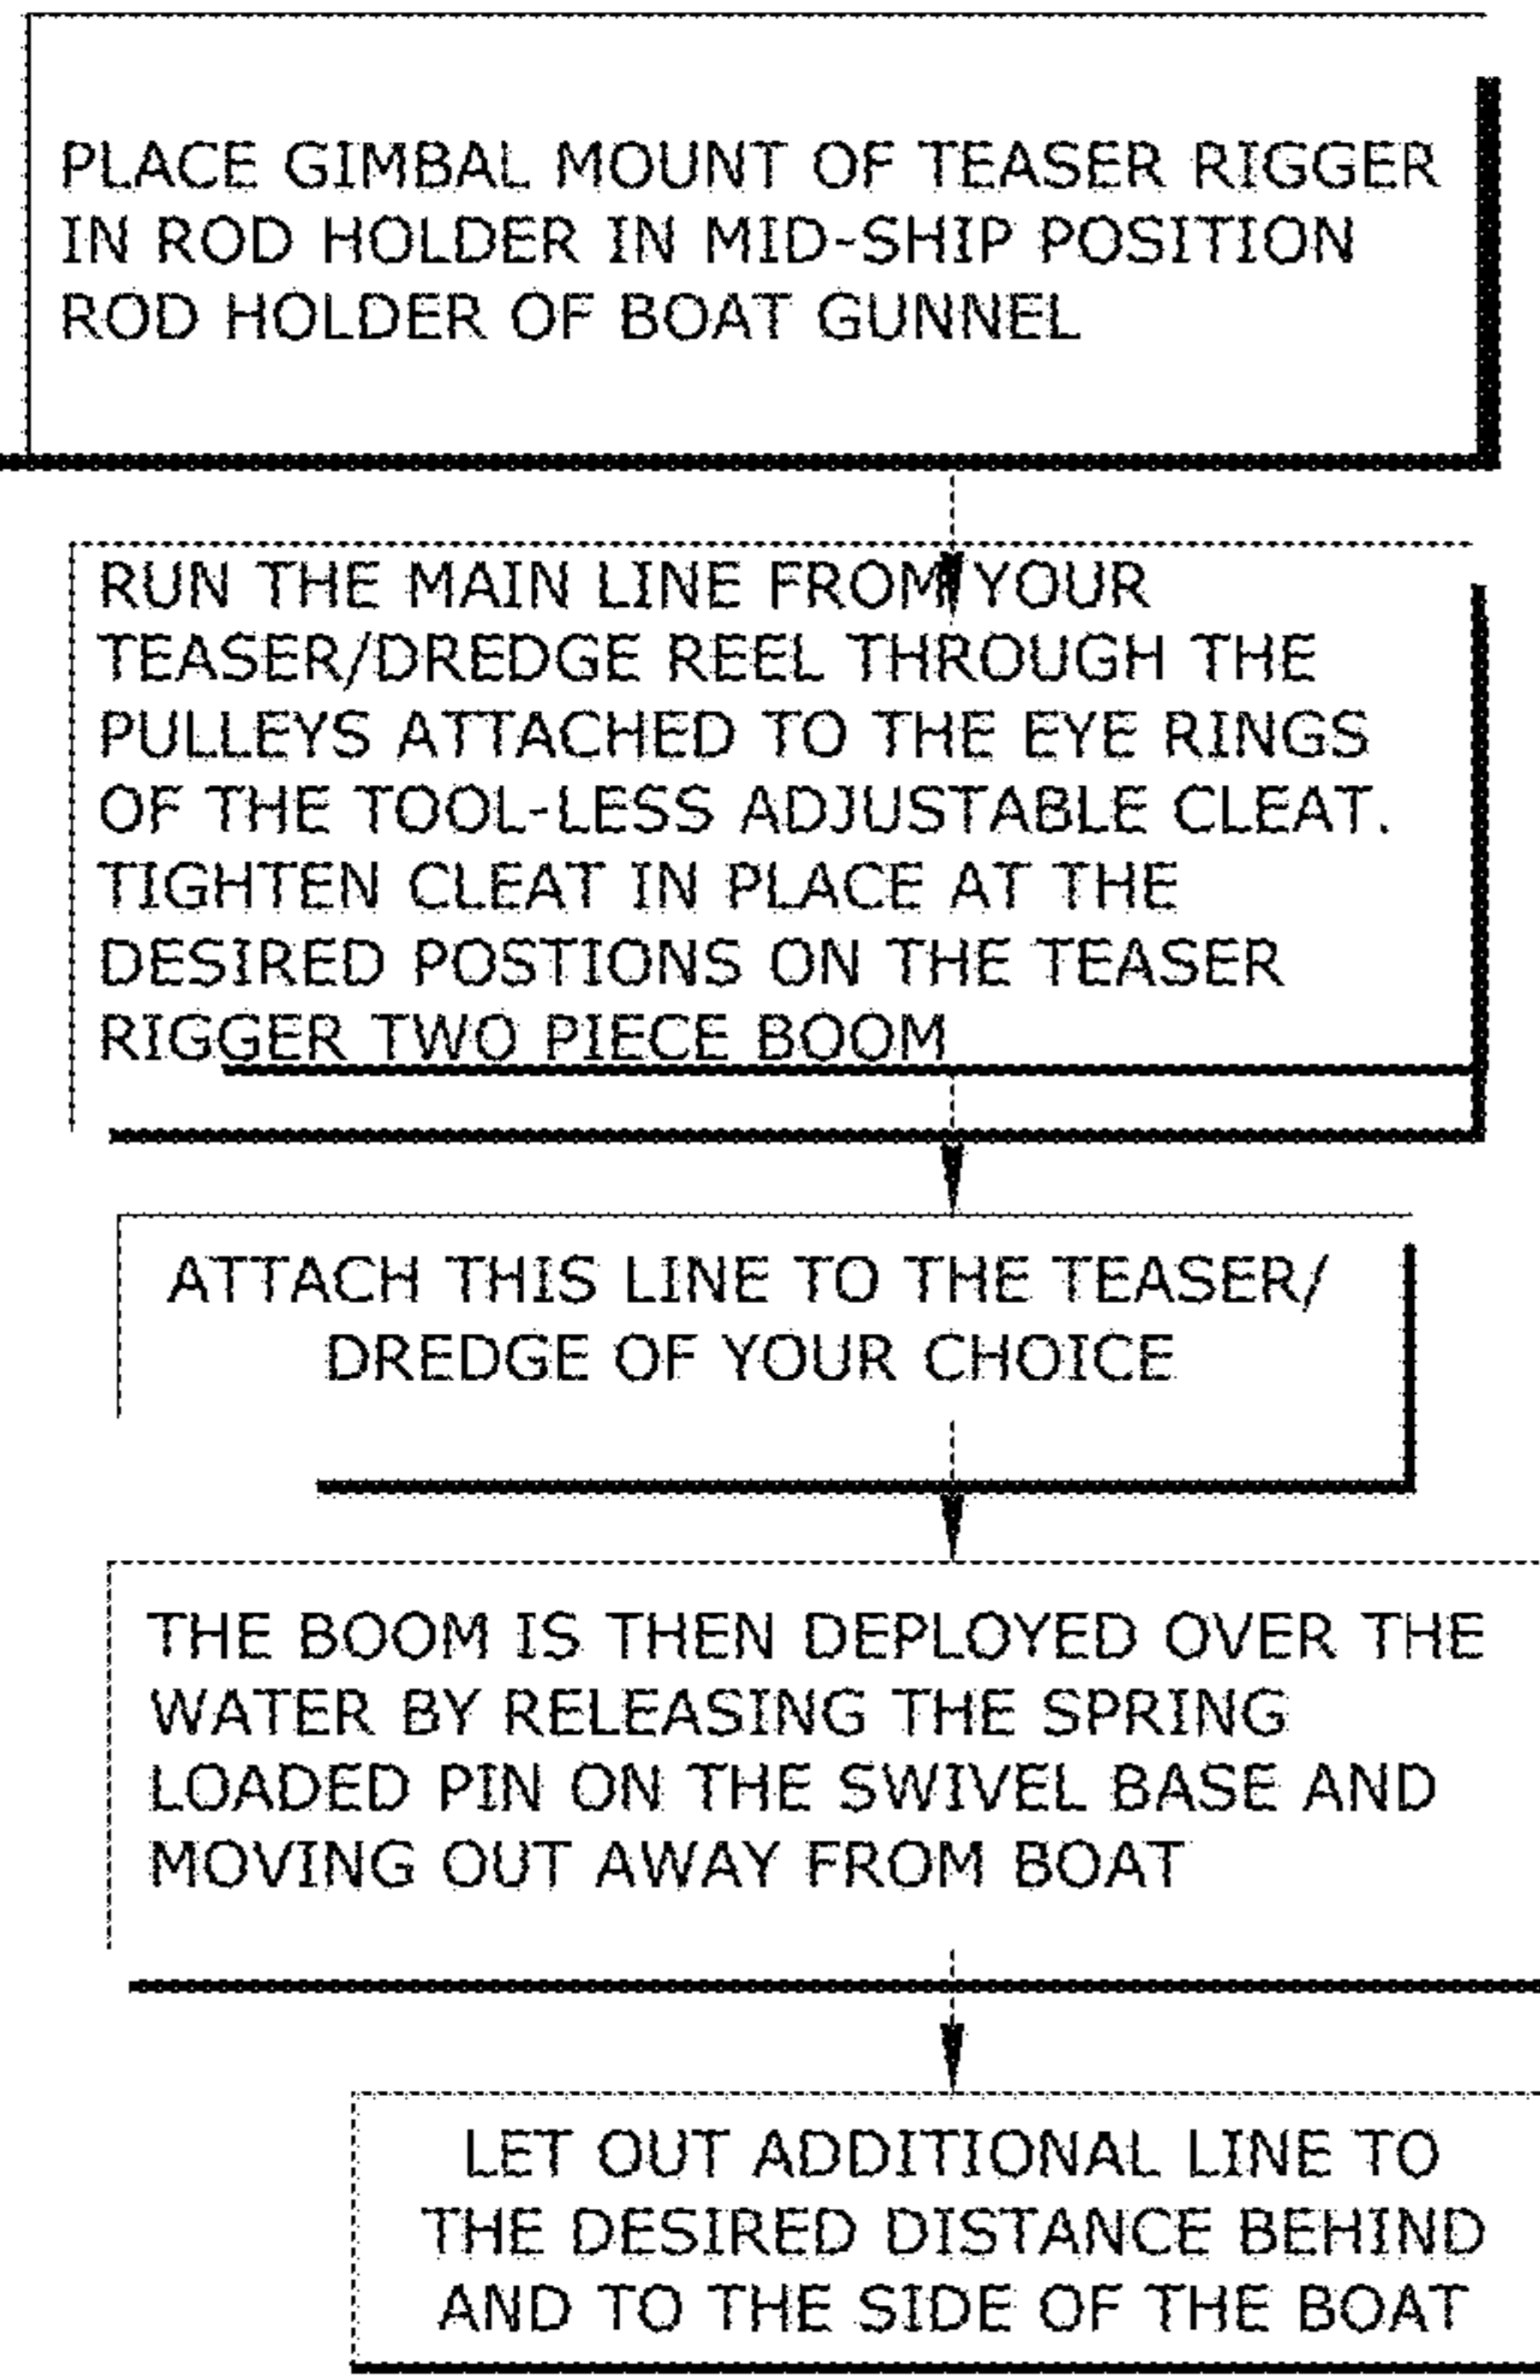 PLACE GIMBAL MOUNT OF TEASER RIGGER
IN ROD HOLDER IN MID-SHIP POSITION
ROD HOLDER OF BOAT GUNNEL
RUN THE MAIN LINE FROM YOUR
TEASER/DREDGE REEL THROUGH THE
PULLEYS ATTACHED TO THE EYE RINGS
OF THE TOOL-LESS ADJUSTABLE CLEAT.
TIGHTEN CLEAT IN PLACE AT THE
DESIRED POSTIONS ON THE TEASER
RIGGER TWO PIECE BOOM
ATTACH THIS LINE TO THE TEASER/
DREDGE OF YOUR CHOICE
THE BOOM IS THEN DEPLOYED OVER THE
WATER BY RELEASING THE SPRING
LOADED PIN ON THE SWIVEL BASE AND
MOVING OUT AWAY FROM BOAT
LET OUT ADDITIONAL LINE TO
THE DESIRED DISTANCE BEHIND
AND TO THE SIDE OF THE BOAT